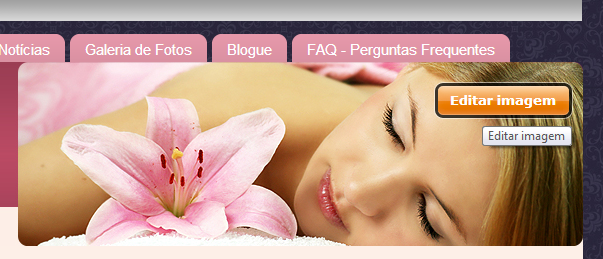 Notícias
Galeria de Fotos
Blogue
FAQ - Perguntas Frequentes
Editar imagem
Editar imagem